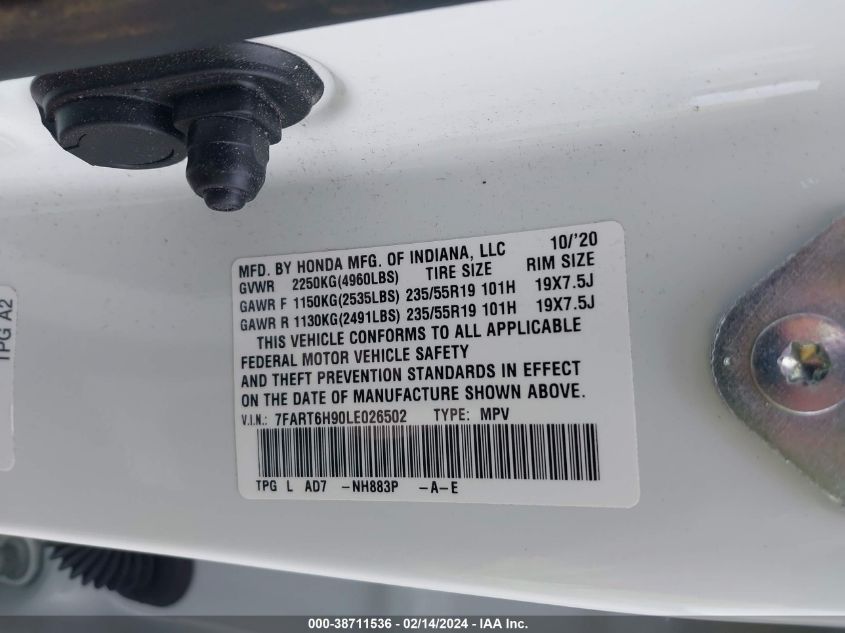 MFD. BY HONDA MFG. OF INDIANA, LLC 10/'20
GVWR 2250KG(4960LBS) TIRE SIZE RIM SIZE
GAWR F 1150KG(2535LBS) 235/55R19 101H 19X7.5J
GAWR R 1130KG(2491LBS) 235/55R19 101H 19X7.5J
THIS VEHICLE CONFORMS TO ALL APPLICABLE
FEDERAL MOTOR VEHICLE SAFETY
AND THEFT PREVENTION STANDARDS IN EFFECT
ON THE DATE OF MANUFACTURE SHOWN ABOVE.
V.I.N.: 7FART6H90LE026502 TYPE: MPV
TPG L AD7 -NH883P -A-E
TPG A2
000-38711536 - 02/14/2024 - IAA Inc.